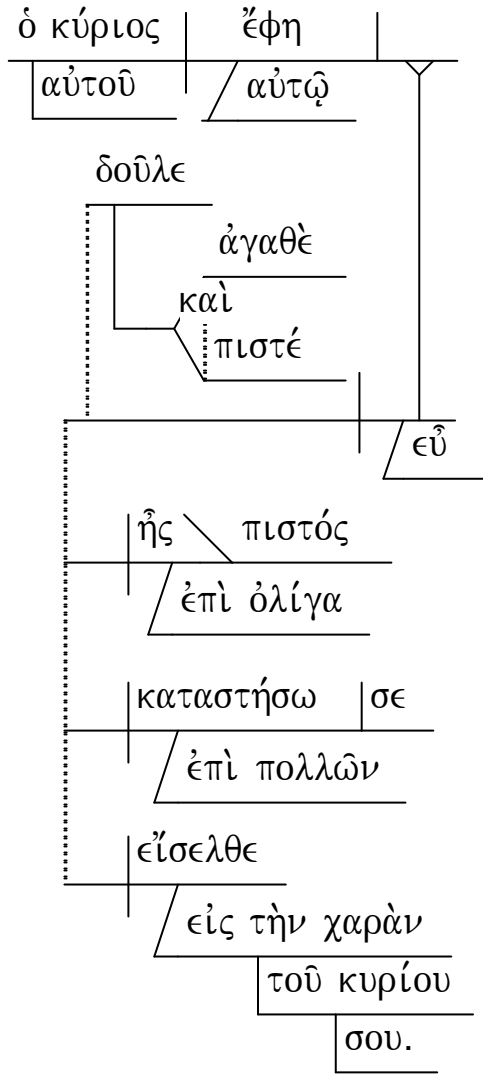 ὁ κύριος ἔφη
αὐτοῦ αὐτῷ
δοῦλε
ἀγαθὲ
καὶ
πιστέ
εὖ
ἦς πιστός
ἐπὶ ὀλίγα
καταστήσω σε
ἐπὶ πολλῶν
εἴσελθε
εἰς τὴν χαρὰν
τοῦ κυρίου
σου.